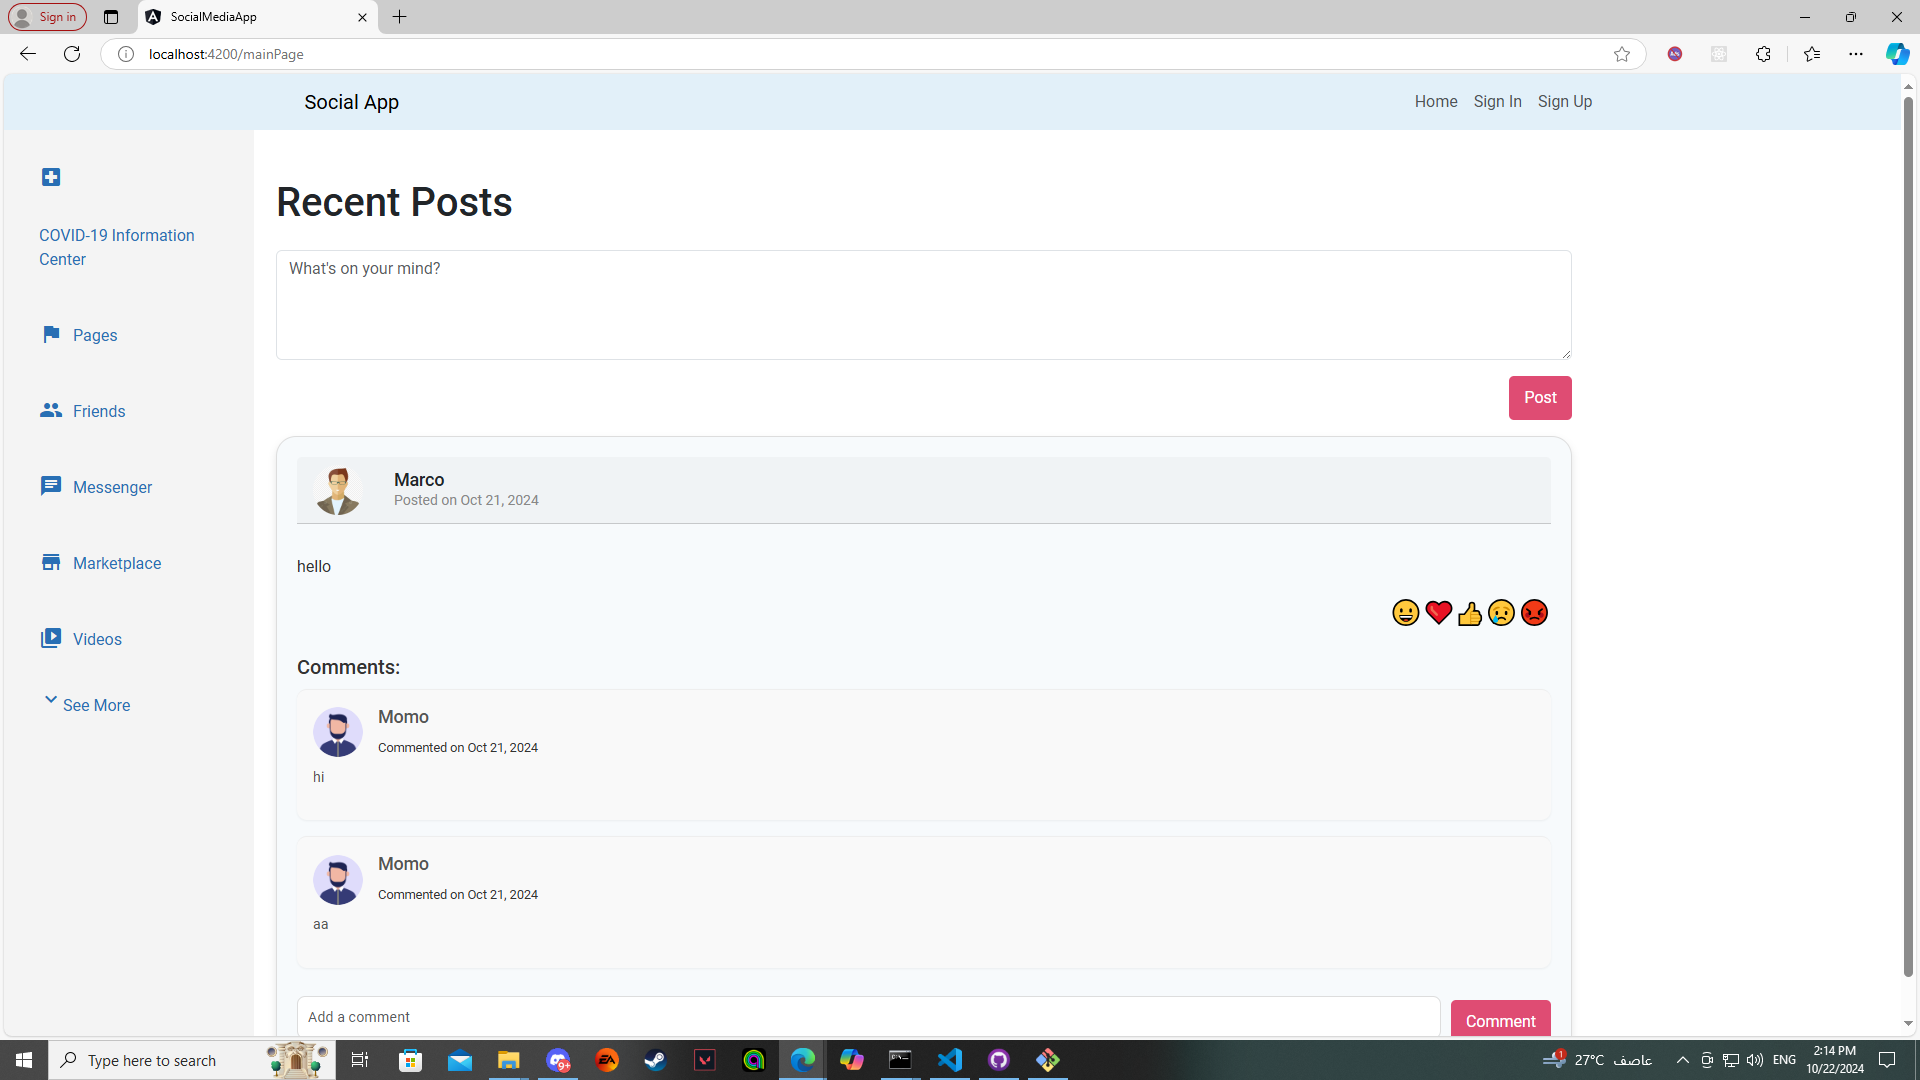 Sign in
SocialMediaApp
localhost:4200/mainPage
Social App
Home
Sign In
Sign Up
COVID-19 Information
Center
Pages
Friends
Messenger
Marketplace
Videos
See More
Recent Posts
What's on your mind?
Post
Marco
Posted on Oct 21, 2024
hello
Comments:
Momo
Commented on Oct 21, 2024
hi
Momo
Commented on Oct 21, 2024
aa
Add a comment
Comment
Type here to search
9+
EA
1
27°C عاصف
ENG
2:14 PM
10/22/2024